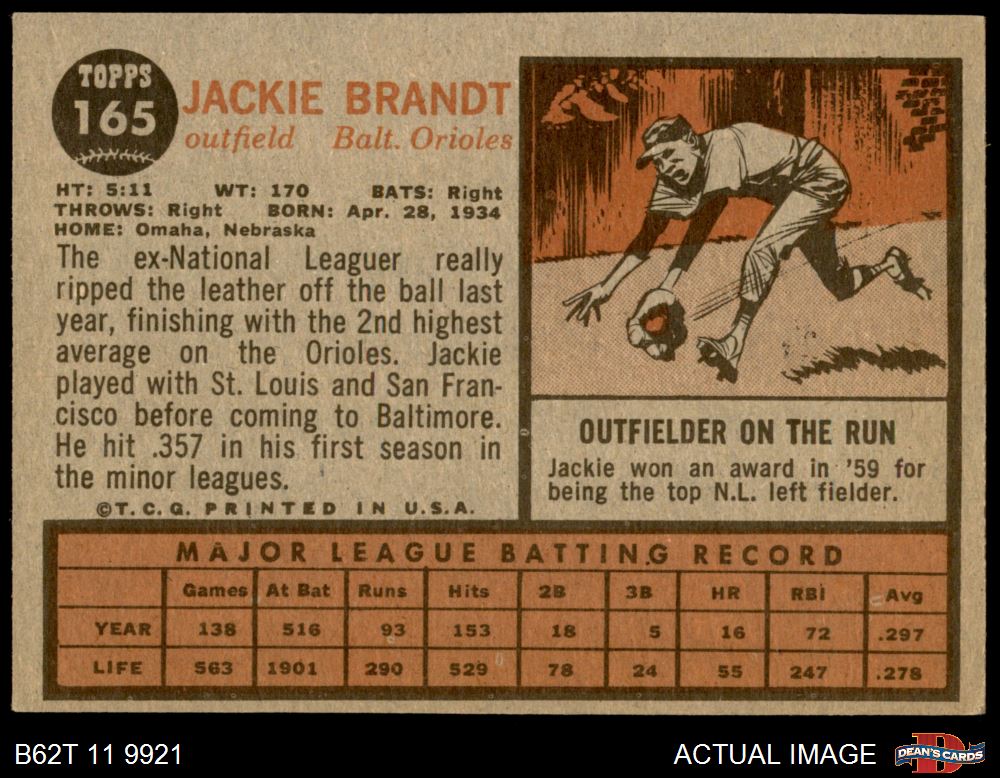 TOPPS
165
JACKIE BRANDT
outfield Balt. Orioles
HT: 5:11 WT: 170 BATS: Right
THROWS: Right BORN: Apr. 28, 1934
HOME: Omaha, Nebraska
The ex-National Leaguer really
ripped the leather off the ball last
year, finishing with the 2nd highest
average on the Orioles. Jackie
played with St. Louis and San Fran-
cisco before coming to Baltimore.
He hit .357 in his first season in
the minor leagues.
©T.C.G. PRINTED IN U.S.A.
OUTFIELDER ON THE RUN
Jackie won an award in '59 for
being the top N.L. left fielder.
MAJOR LEAGUE BATTING RECORD
Games At Bat Runs Hits 2B 3B HR RBI Avg
YEAR 138 516 93 153 18 5 16 72 .297
LIFE 563 1901 290 529 78 24 55 247 .278
B62T 11 9921
ACTUAL IMAGE
DEAN'S CARDS